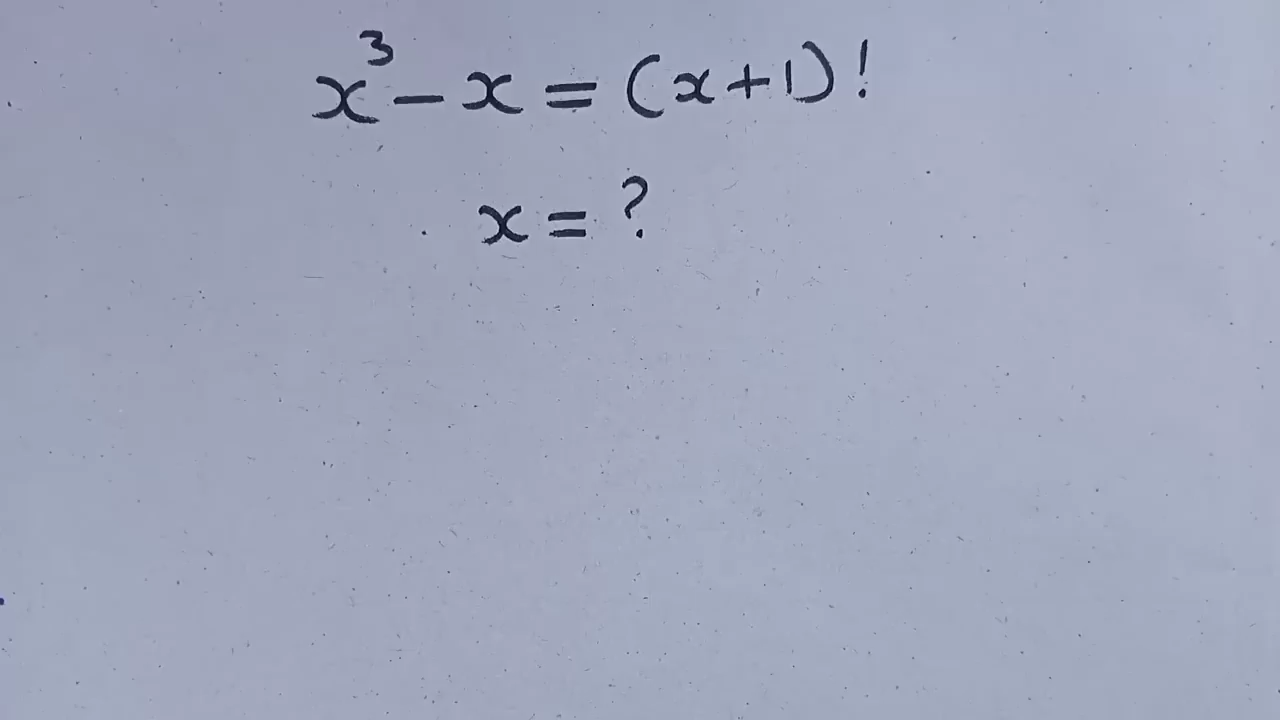 x³ - x = (x+1)!
x = ?